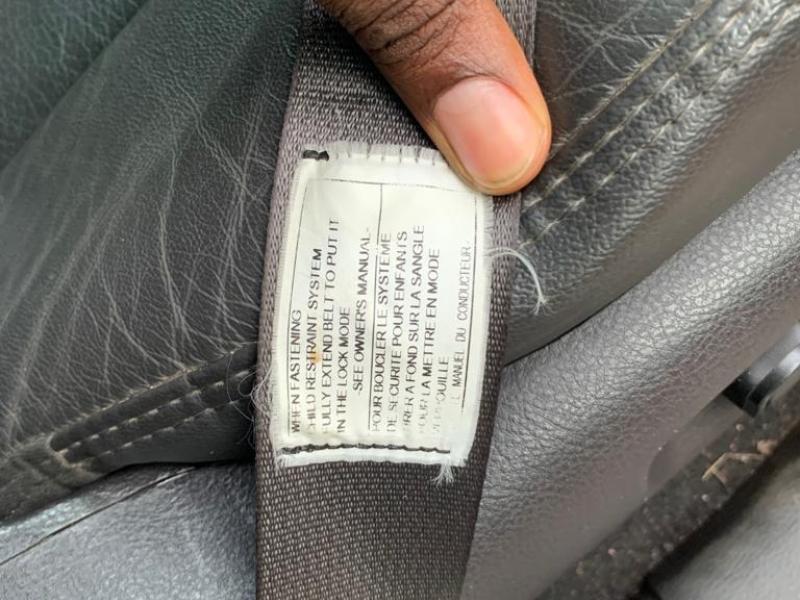 WHEN FASTENING
CHILD RESTRAINT SYSTEM
FULLY EXTEND BELT TO PUT IT
IN THE LOCK MODE
-SEE OWNER'S MANUAL-
POUR BOUCLER LE SYSTEME
DE SECURITE POUR ENFANTS
TIRER A FOND SUR LA SANGLE
POUR LA METTRE EN MODE
VERROUILLE
LE MANUEL DU CONDUCTEUR.